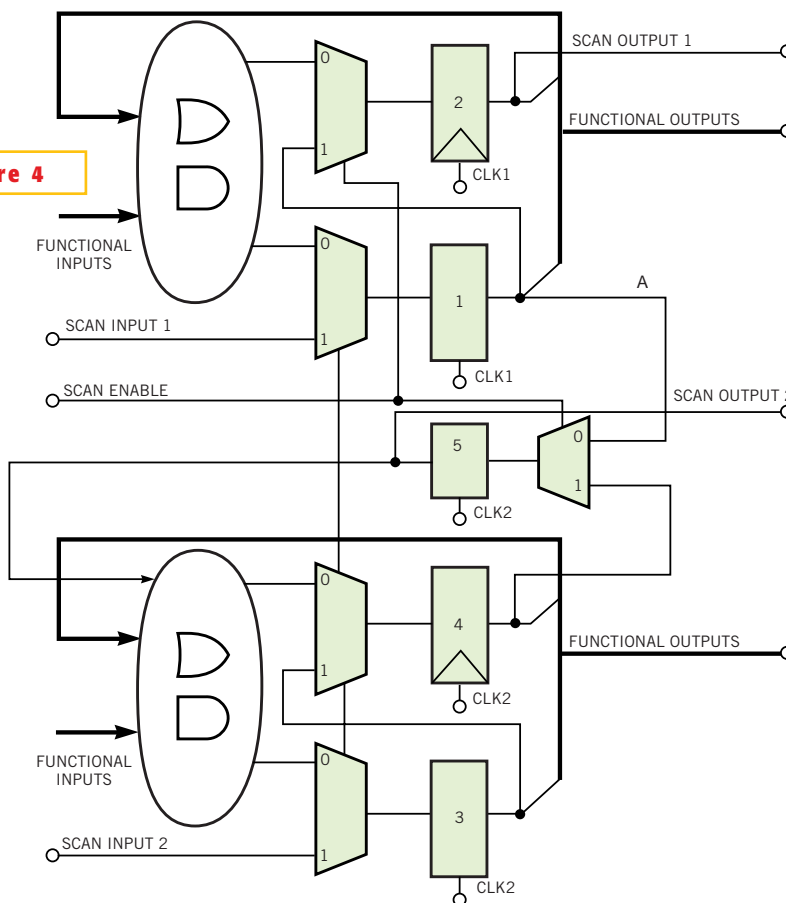 0
SCAN OUTPUT 1
2
FUNCTIONAL OUTPUTS
1
CLK1
re 4
0
FUNCTIONAL
INPUTS
A
1
SCAN INPUT 1
1
CLK1
SCAN ENABLE
SCAN OUTPUT
5
0
1
CLK2
0
4
FUNCTIONAL OUTPUTS
1
CLK2
FUNCTIONAL
INPUTS
0
3
SCAN INPUT 2
1
CLK2